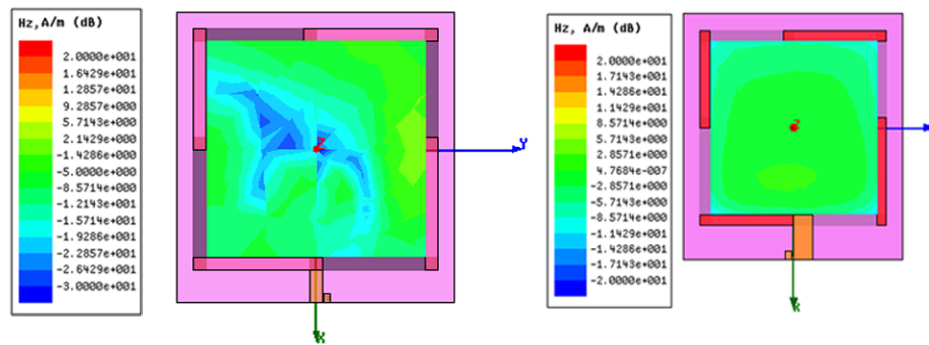 Hz, A/m (dB)
2.0000e+001
1.6429e+001
1.2857e+001
9.2857e+000
5.7143e+000
2.1429e+000
-1.4286e+000
-5.0000e+000
-8.5714e+000
-1.2143e+001
-1.5714e+001
-1.9286e+001
-2.2857e+001
-2.6429e+001
-3.0000e+001
Z
Y
X
Hz, A/m (dB)
2.0000e+001
1.7143e+001
1.4286e+001
1.1429e+001
8.5714e+000
5.7143e+000
2.8571e+000
4.7684e-007
-2.8571e+000
-5.7143e+000
-8.5714e+000
-1.1429e+001
-1.4286e+001
-1.7143e+001
-2.0000e+001
Z
X